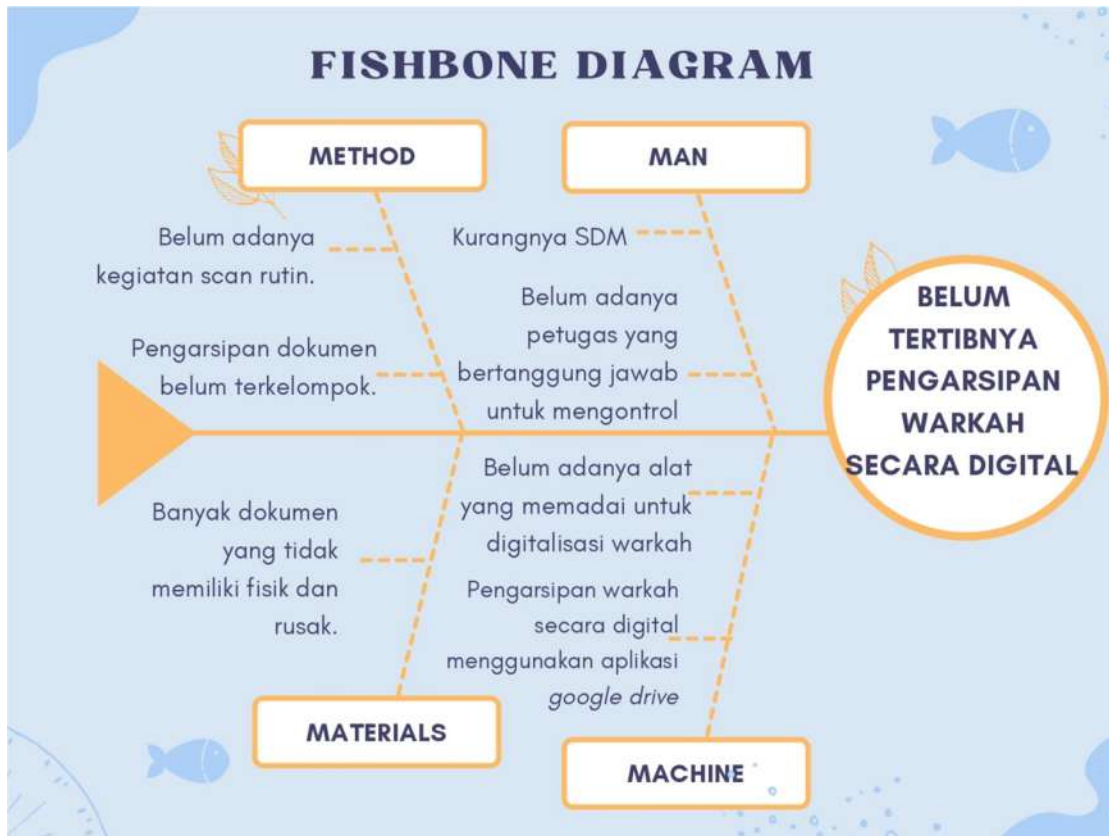 FISHBONE DIAGRAM
METHOD
MAN
Belum adanya
kegiatan scan rutin.
Pengarsipan dokumen
belum terkelompok.
Kurangnya SDM
Belum adanya
petugas yang
bertanggung jawab
untuk mengontrol
BELUM
TERTIBNYA
PENGARSIPAN
WARKAH
SECARA DIGITAL
Banyak dokumen
yang tidak
memiliki fisik dan
rusak.
Belum adanya alat
yang memadai untuk
digitalisasi warkah
Pengarsipan warkah
secara digital
menggunakan aplikasi
google drive
MATERIALS
MACHINE